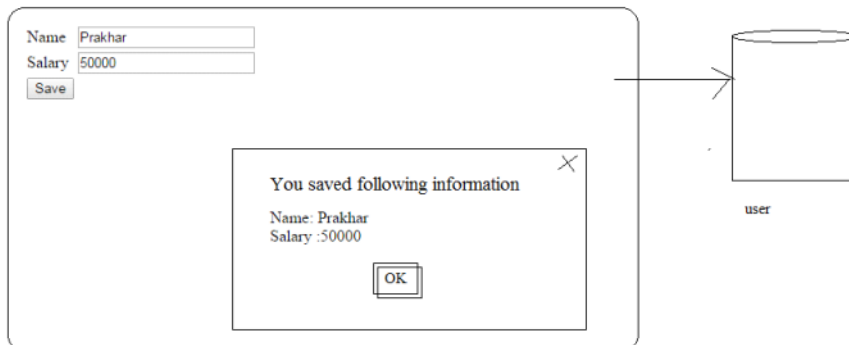 Name Prakhar
Salary 50000
Save
You saved following information
Name: Prakhar
Salary :50000
OK
user